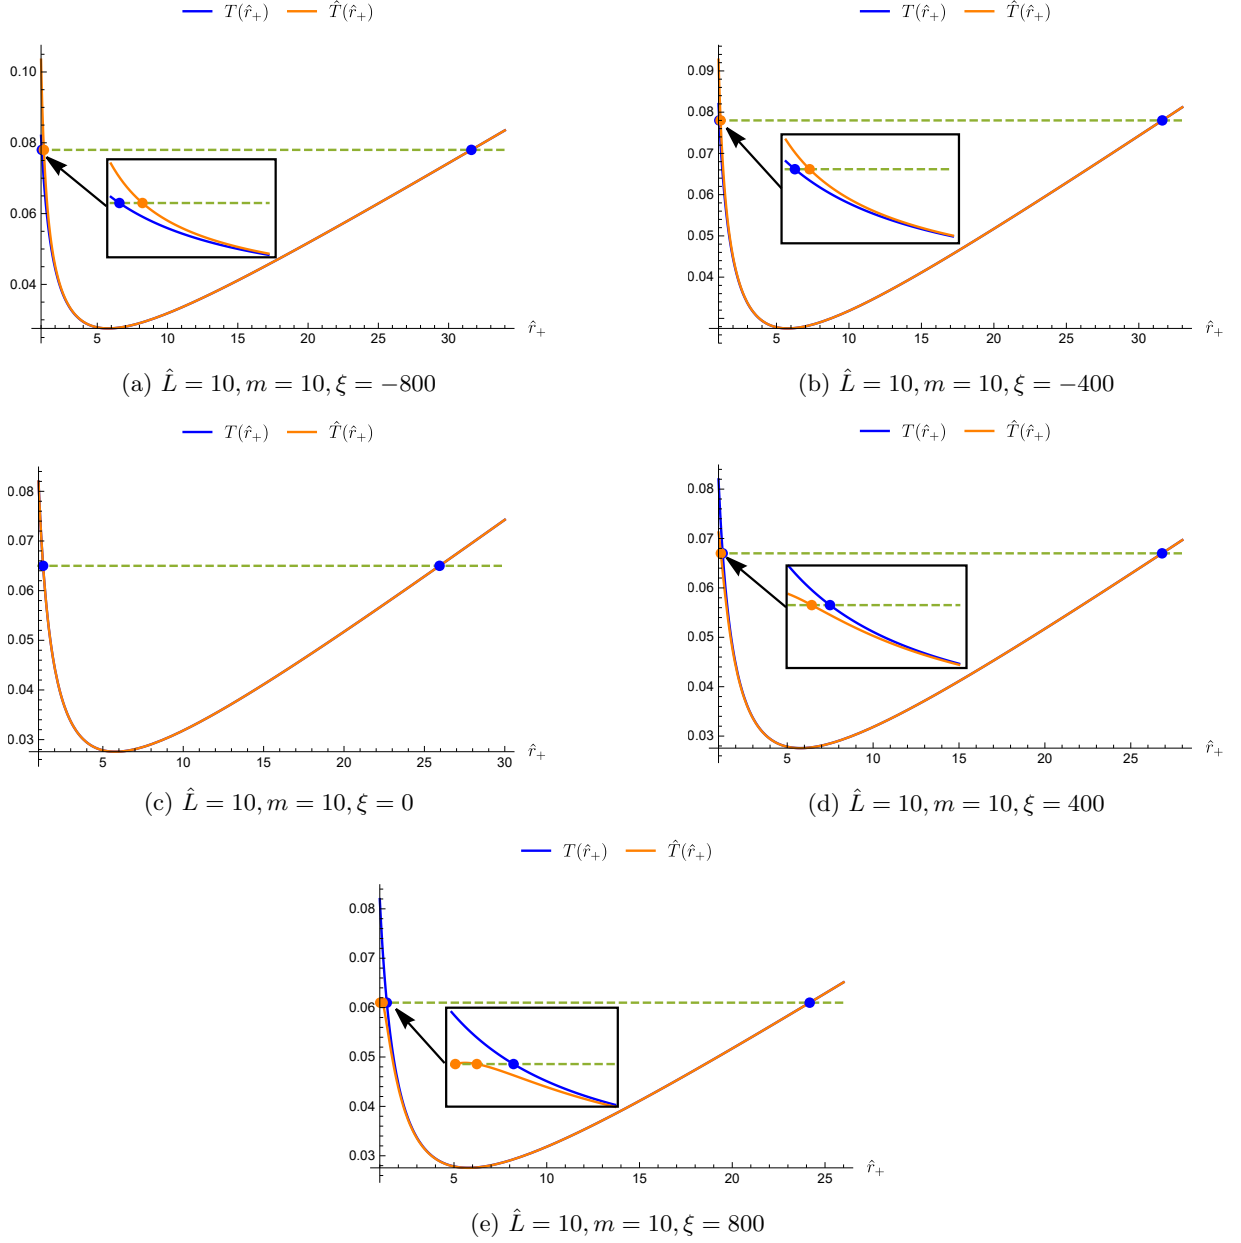 T(r̂₊) T̂(r̂₊) T(r̂₊) T̂(r̂₊)
0.10
0.08
0.06
0.04
5 10 15 20 25 30 r̂₊
0.09
0.08
0.07
0.06
0.05
0.04
5 10 15 20 25 30 r̂₊
(a) L̂ = 10, m = 10, ξ = −800
(b) L̂ = 10, m = 10, ξ = −400
T(r̂₊) T̂(r̂₊) T(r̂₊) T̂(r̂₊)
0.08
0.07
0.06
0.05
0.04
0.03
5 10 15 20 25 30 r̂₊
0.08
0.07
0.06
0.05
0.04
0.03
5 10 15 20 25 r̂₊
(c) L̂ = 10, m = 10, ξ = 0
(d) L̂ = 10, m = 10, ξ = 400
T(r̂₊) T̂(r̂₊)
0.08
0.07
0.06
0.05
0.04
0.03
5 10 15 20 25 r̂₊
(e) L̂ = 10, m = 10, ξ = 800